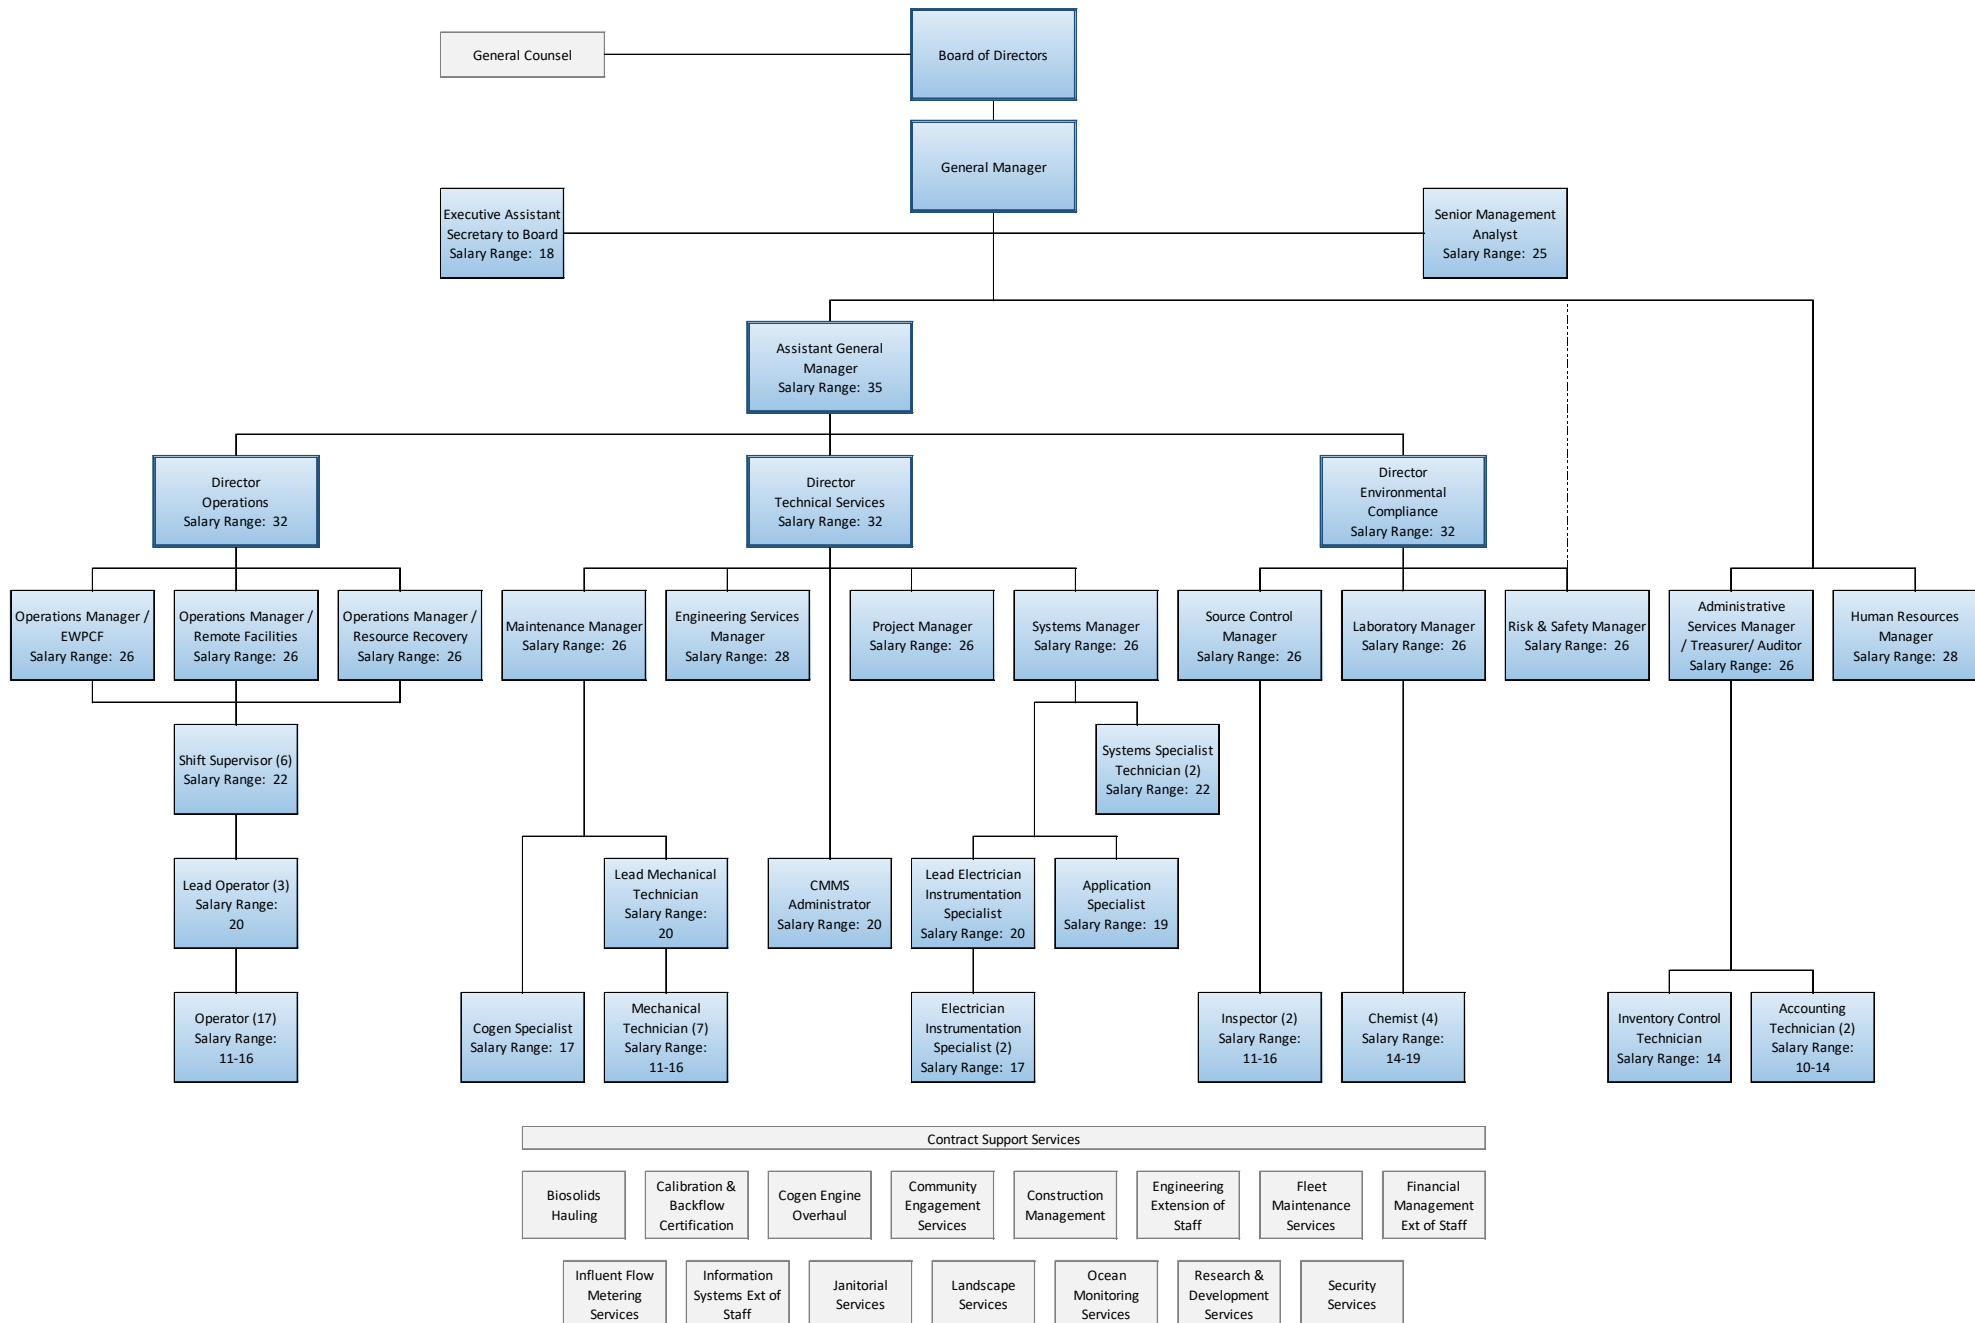 General Counsel
Board of Directors
General Manager
Executive Assistant
Secretary to Board
Salary Range:  18
Senior Management
Analyst
Salary Range:  25
Assistant General
Manager
Salary Range:  35
Director
Operations
Salary Range:  32
Director
Technical Services
Salary Range:  32
Director
Environmental
Compliance
Salary Range:  32
Operations Manager /
EWPCF
Salary Range:  26
Operations Manager /
Remote Facilities
Salary Range:  26
Operations Manager /
Resource Recovery
Salary Range:  26
Maintenance Manager
Salary Range:  26
Engineering Services
Manager
Salary Range:  28
Project Manager
Salary Range:  26
Systems Manager
Salary Range:  26
Source Control
Manager
Salary Range:  26
Laboratory Manager
Salary Range:  26
Risk & Safety Manager
Salary Range:  26
Administrative
Services Manager
/ Treasurer/ Auditor
Salary Range:  26
Human Resources
Manager
Salary Range:  28
Shift Supervisor (6)
Salary Range:  22
Systems Specialist
Technician (2)
Salary Range:  22
Lead Operator (3)
Salary Range:
20
Lead Mechanical
Technician
Salary Range:
20
CMMS
Administrator
Salary Range:  20
Lead Electrician
Instrumentation
Specialist
Salary Range:  20
Application
Specialist
Salary Range:  19
Operator (17)
Salary Range:
11-16
Cogen Specialist
Salary Range:  17
Mechanical
Technician (7)
Salary Range:
11-16
Electrician
Instrumentation
Specialist (2)
Salary Range:  17
Inspector (2)
Salary Range:
11-16
Chemist (4)
Salary Range:
14-19
Inventory Control
Technician
Salary Range:  14
Accounting
Technician (2)
Salary Range:
10-14
Contract Support Services
Biosolids
Hauling
Calibration &
Backflow
Certification
Cogen Engine
Overhaul
Community
Engagement
Services
Construction
Management
Engineering
Extension of
Staff
Fleet
Maintenance
Services
Financial
Management
Ext of Staff
Influent Flow
Metering
Services
Information
Systems Ext of
Staff
Janitorial
Services
Landscape
Services
Ocean
Monitoring
Services
Research &
Development
Services
Security
Services